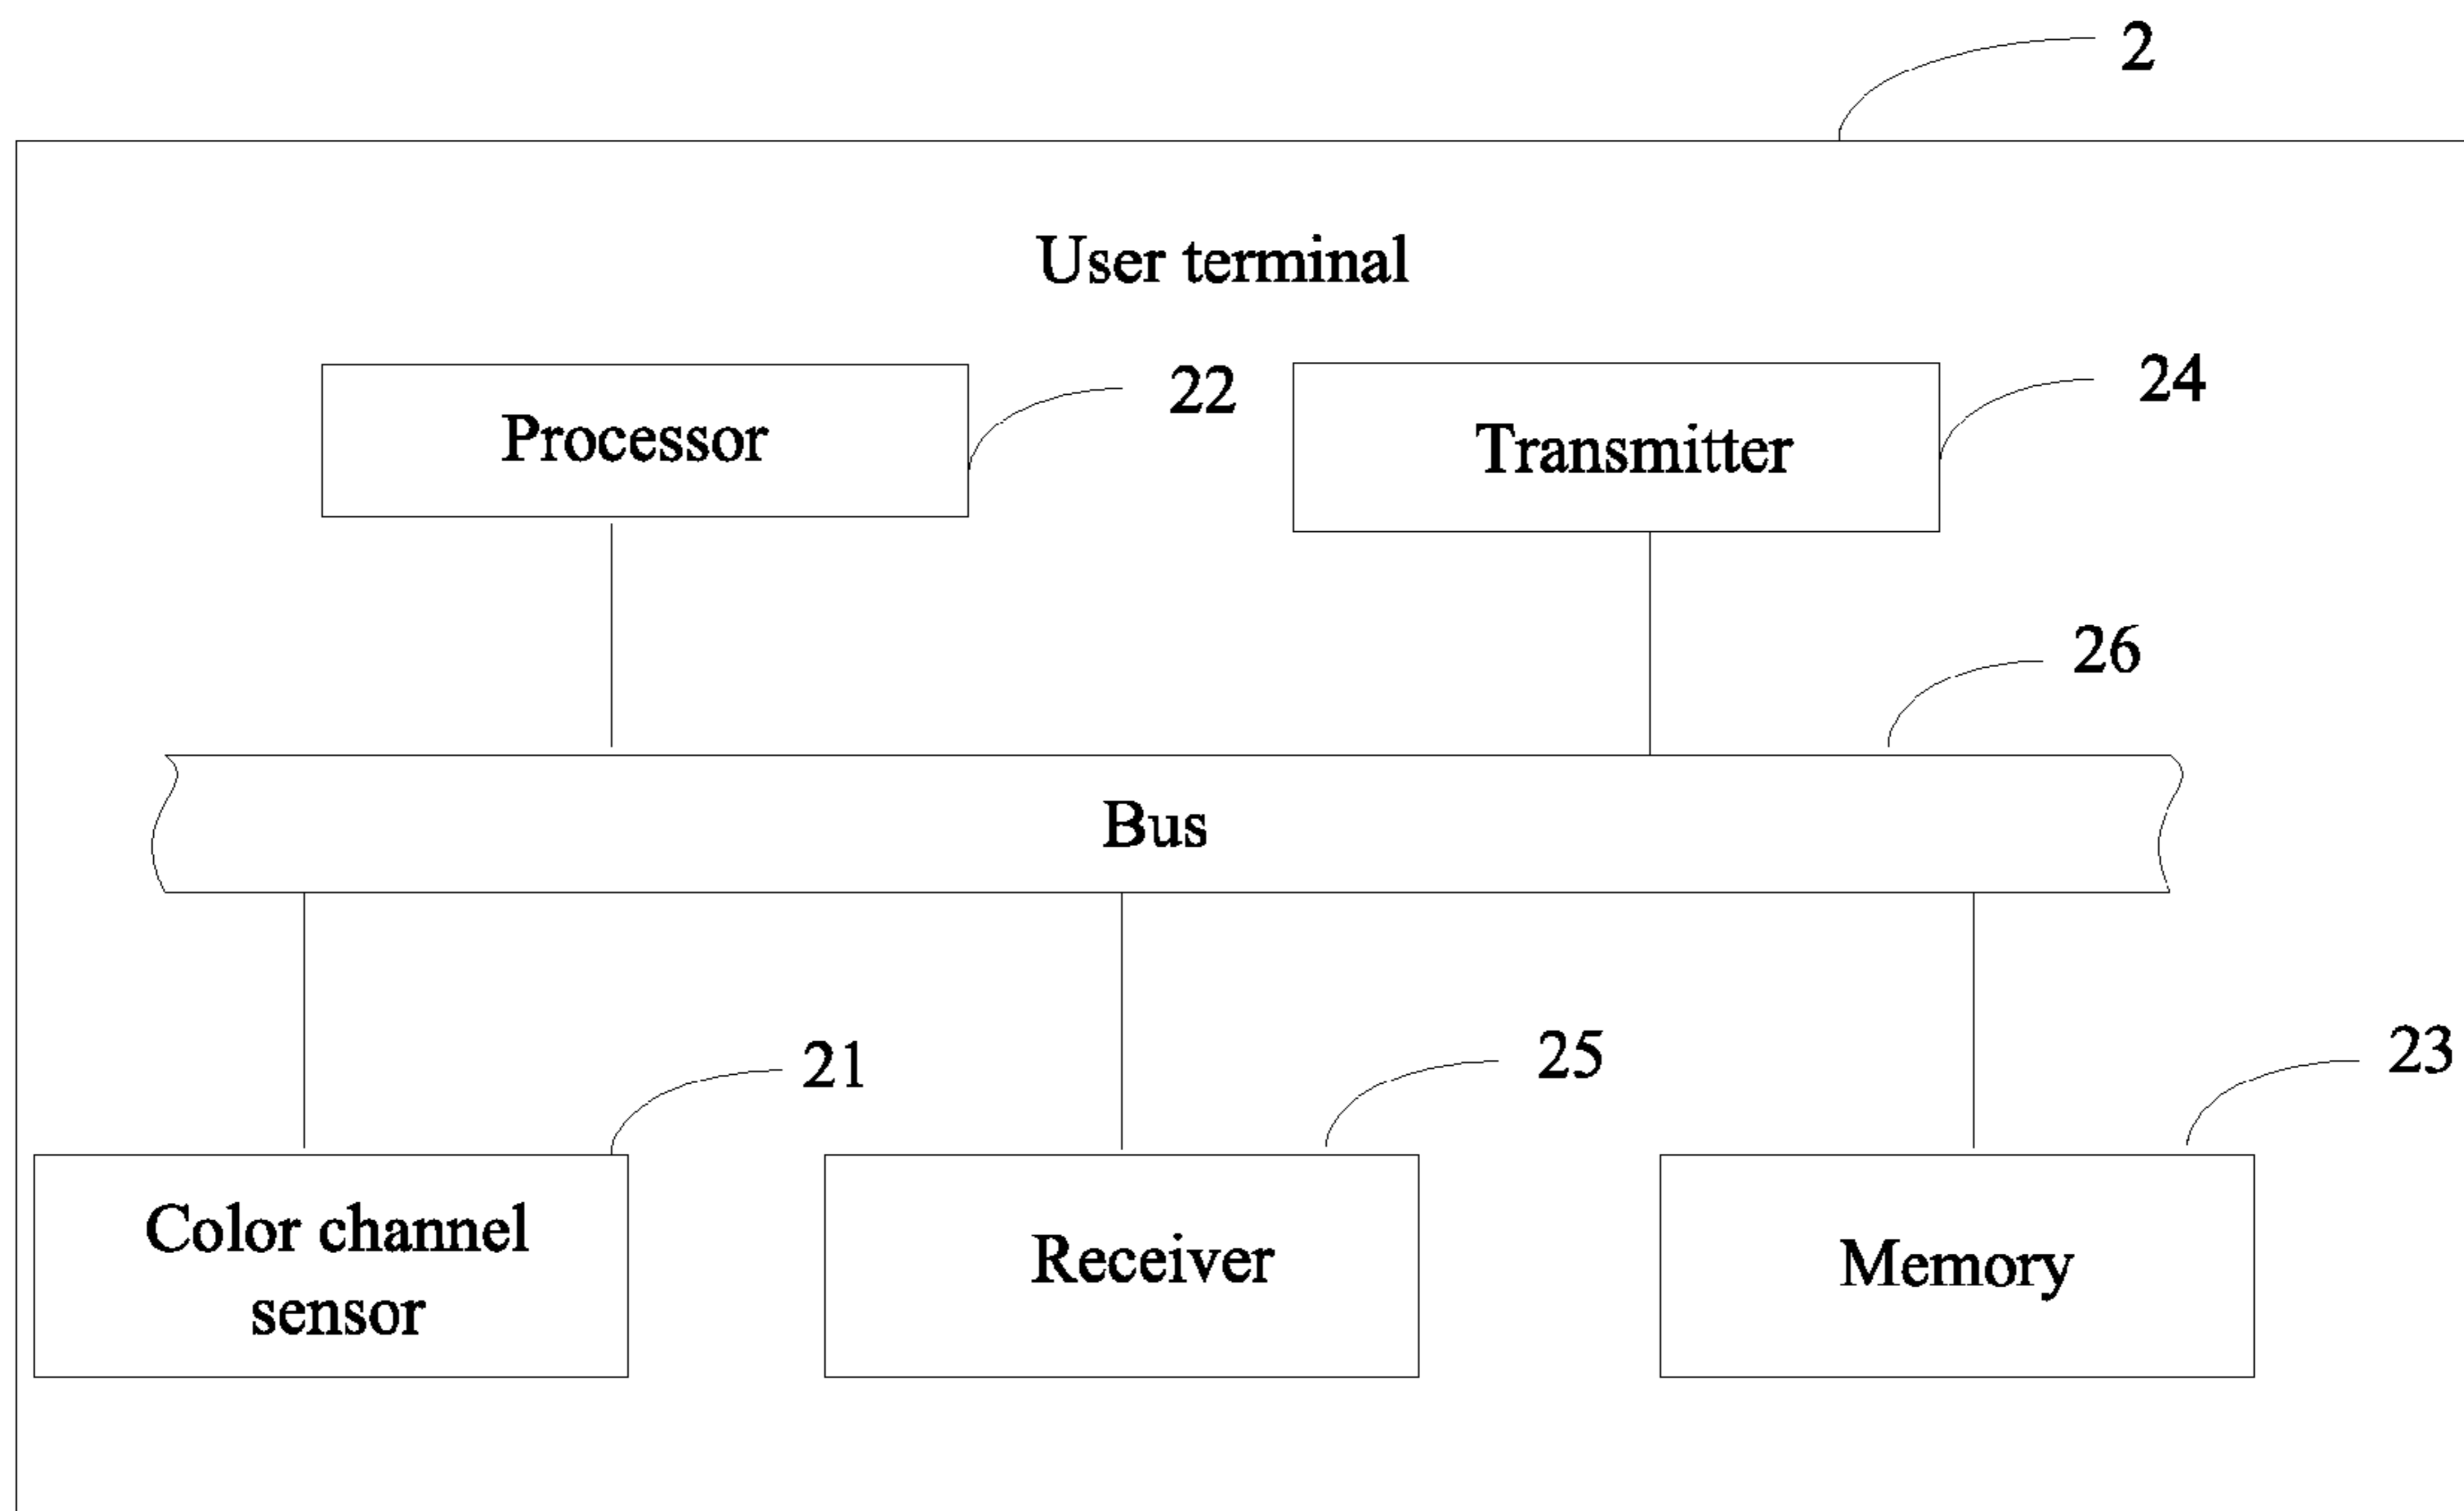 2
User terminal
Processor
22
Transmitter
24
26
Bus
21
25
23
Color channel
sensor
Receiver
Memory